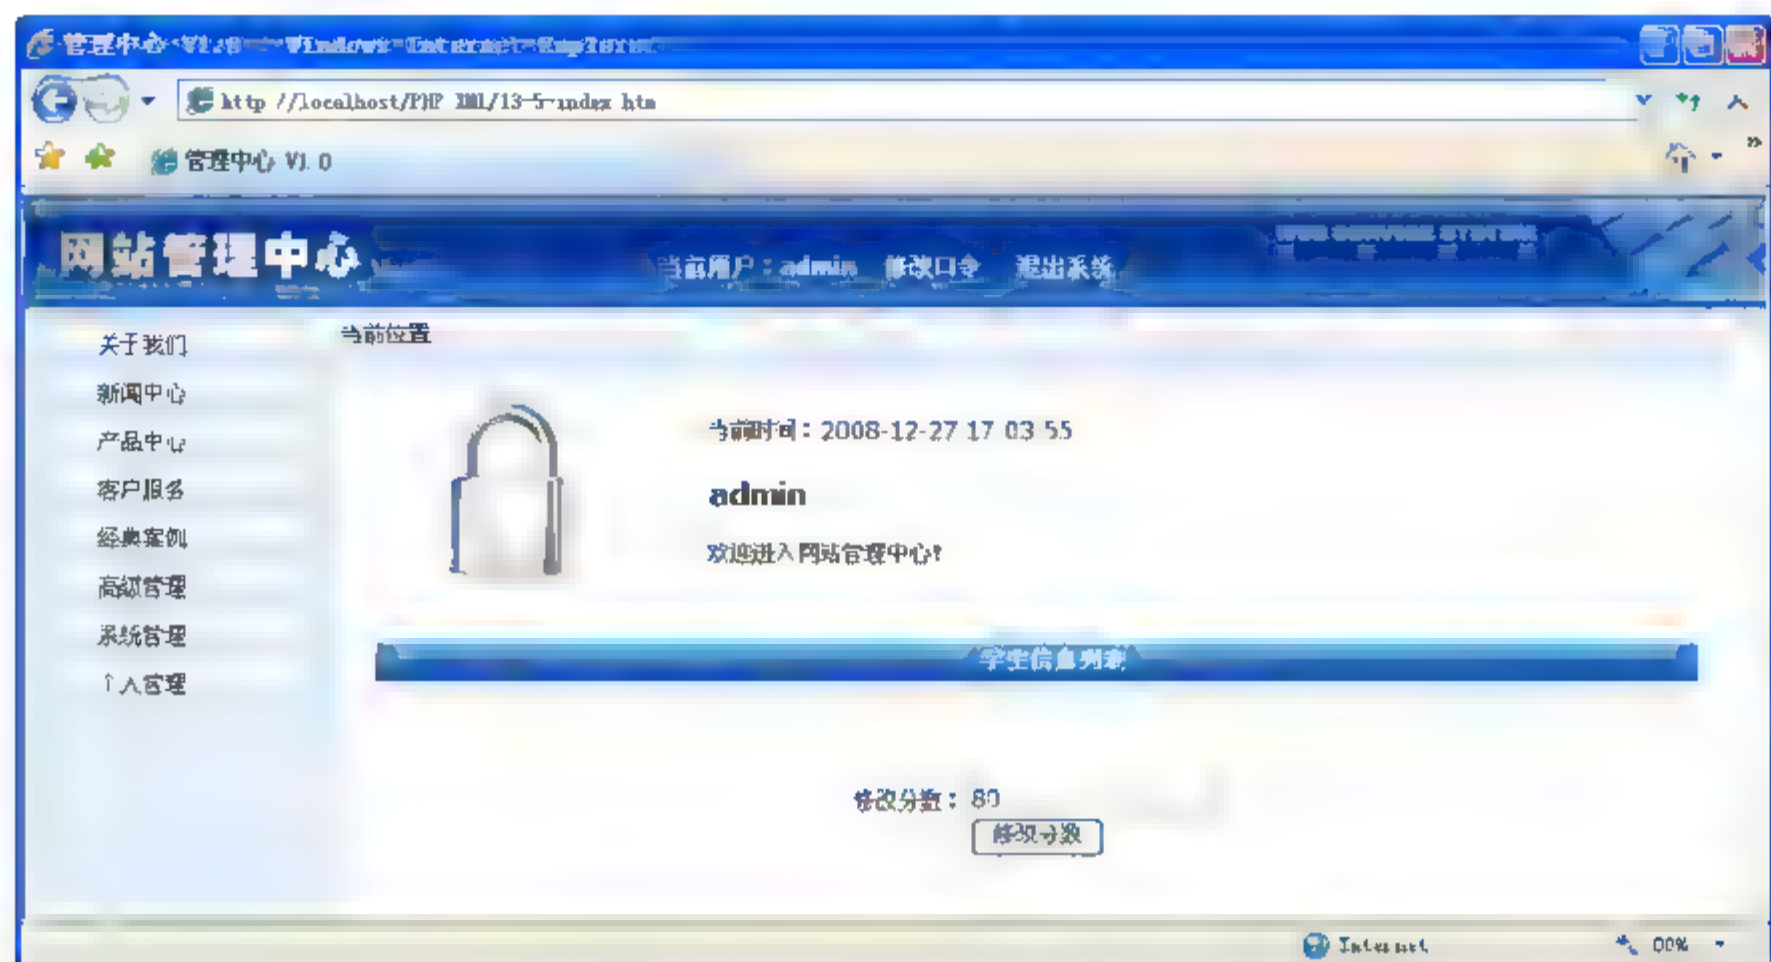 管理中心 V1.0 - Windows Internet Explorer
http //localhost/PHP XML/13-5-index htm
管理中心 V1.0
网站管理中心
当前用户：admin 修改口令 退出系统
关于我们
当前位置
新闻中心
产品中心
客户服务
经典案例
高级管理
系统管理
个人管理
当前时间：2008-12-27 17 03 55
admin
欢迎进入网站管理中心！
学生信息列表
修改分数：80
修改分数
Internet
00%